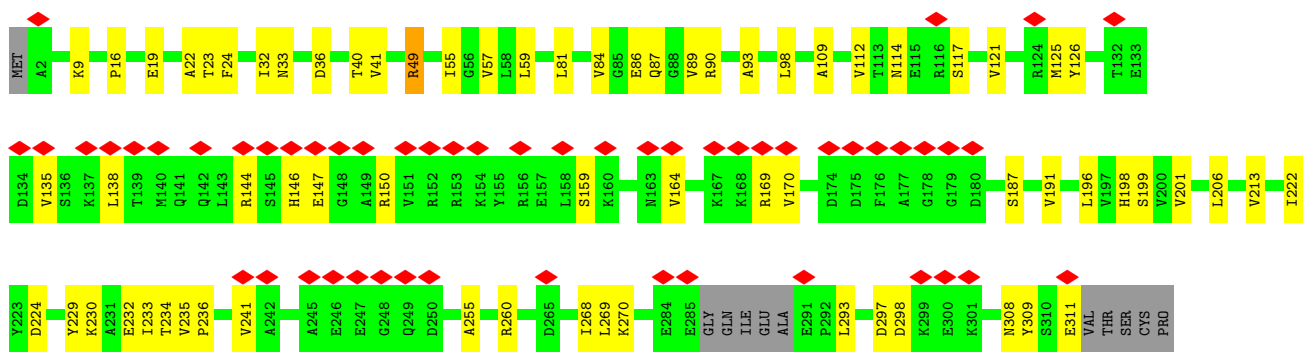 MET A2 K9 P16 E19 A22 T23 F24 I32 N33 D36 T40 V41 R49 I55 G56 V57 L58 L59 L81 V84 G85 E86 Q87 G88 V89 R90 A93 L98 A109 V112 T113 N114 E115 R116 S117 V121 R124 M125 Y126 T132 E133
D134 V135 S136 K137 L138 T139 M140 Q141 Q142 L143 R144 S145 H146 E147 G148 A149 R150 V151 R152 R153 K154 Y155 R156 E157 L158 S159 K160 N163 V164 K167 K168 R169 V170 D174 D175 F176 A177 G178 G179 D180 S187 V191 L196 V197 H198 S199 V200 V201 L206 V213 I222
Y223 D224 Y229 K230 A231 E232 I233 T234 V235 P236 V241 A242 A245 E246 E247 G248 Q249 D250 A255 R260 D265 I268 L269 K270 E284 E285 GLY GLN ILE GLU ALA E291 P292 L293 D297 D298 K299 E300 K301 N308 Y309 S310 E311 VAL THR SER CYS PRO